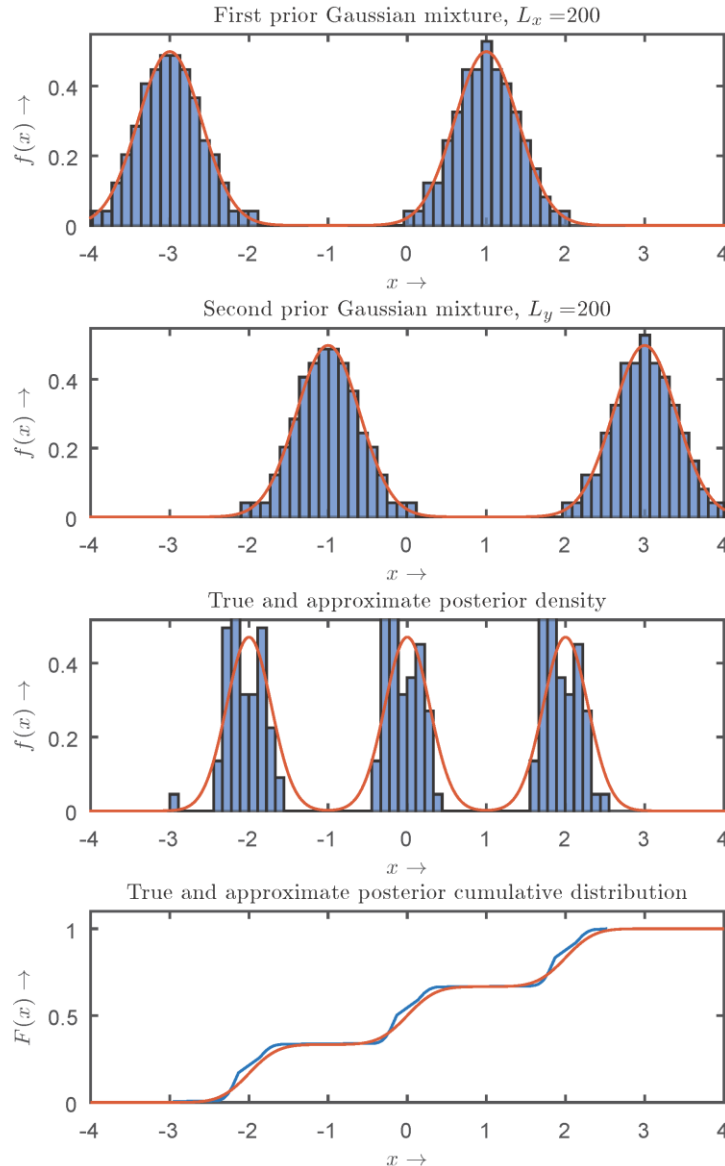 First prior Gaussian mixture, $L_x = 200$
0.4
0.2
0
f(x) →
-4 -3 -2 -1 0 1 2 3 4
x →
Second prior Gaussian mixture, $L_y = 200$
0.4
0.2
0
f(x) →
-4 -3 -2 -1 0 1 2 3 4
x →
True and approximate posterior density
0.4
0.2
0
f(x) →
-4 -3 -2 -1 0 1 2 3 4
x →
True and approximate posterior cumulative distribution
1
0.5
0
F(x) →
-4 -3 -2 -1 0 1 2 3 4
x →